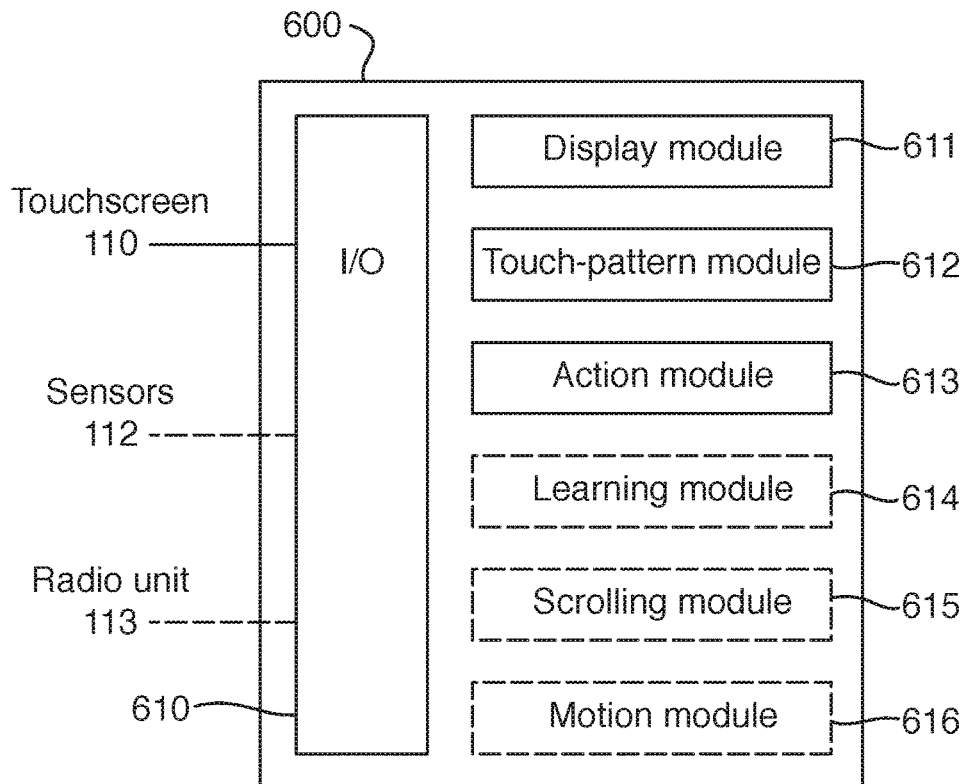 600
Display module
611
Touchscreen
110
I/O
Touch-pattern module
612
Action module
613
Sensors
112
Learning module
614
Radio unit
113
Scrolling module
615
610
Motion module
616